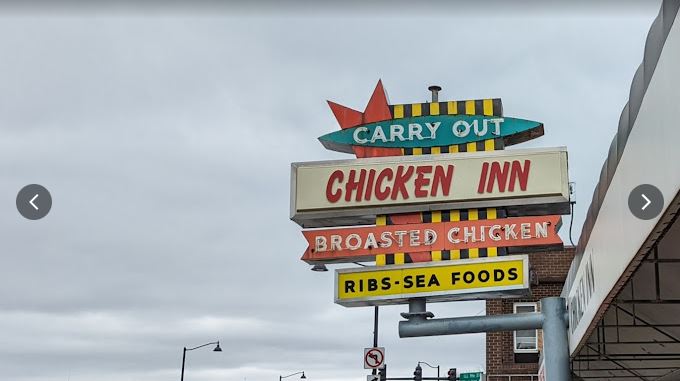 CARRY OUT
CHICKEN INN
BROASTED CHICKEN
RIBS-SEA FOODS